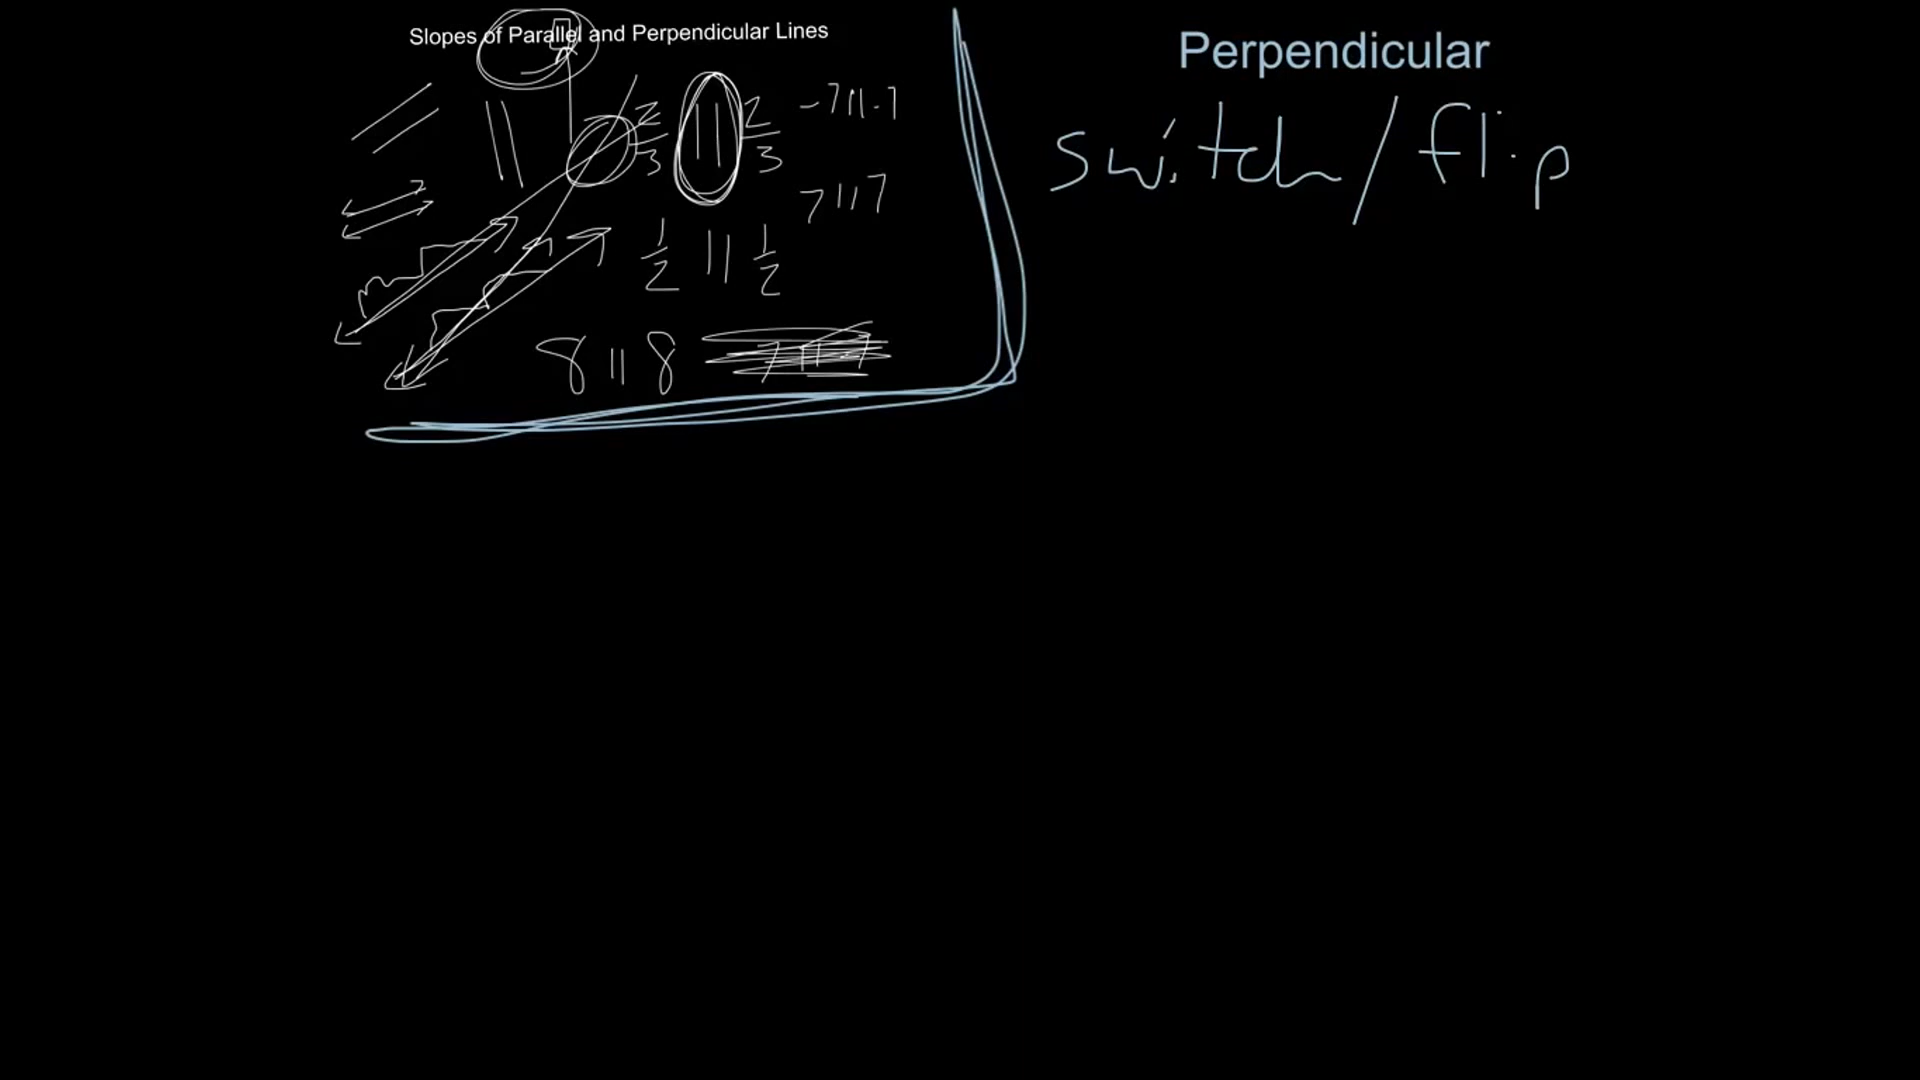 Slopes of Parallel and Perpendicular Lines
2/3 || 2/3
-7 || -7
7 || 7
1/2 || 1/2
8 || 8
Perpendicular
switch/flip